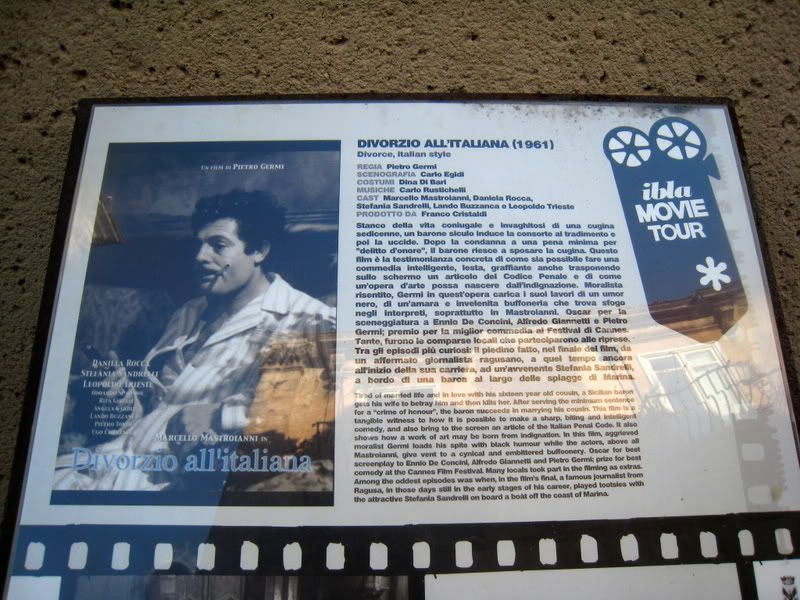 UN FILM DI PIETRO GERMI
DANIELA ROCCA
STEFANIA SANDRELLI
LEOPOLDO TRIESTE
ODOARDO SPADARO
RITA
ANGELA
LANDO BUZZANCA
PIETRO
UGO
MARCELLO MASTROIANNI IN
Divorzio all'italiana
DIVORZIO ALL'ITALIANA (1961)
Divorce, Italian style
REGIA Pietro Germi
SCENOGRAFIA Carlo Egidi
COSTUMI Dina Di Bari
MUSICHE Carlo Rustichelli
CAST Marcello Mastroianni, Daniela Rocca,
Stefania Sandrelli, Lando Buzzanca e Leopoldo Trieste
PRODOTTO DA Franco Cristaldi
Stanco della vita coniugale e invaghitosi di una cugina
sedicenne, un barone siculo induce la consorte al tradimento e
poi la uccide. Dopo la condanna a una pena minima per
"delitto d'onore", il barone riesce a sposare la cugina. Questo
film è la testimonianza concreta di come sia possibile fare una
commedia intelligente, lesta, graffiante anche trasponendo
sullo schermo un articolo del Codice Penale e di come
un'opera d'arte possa nascere dall'indignazione. Moralista
risentito, Germi in quest'opera carica i suoi lavori di un umor
nero, di un'amara e invelenita buffoneria che trova sfogo
negli interpreti, soprattutto in Mastroianni. Oscar per la
sceneggiatura a Ennio De Concini, Alfredo Giannetti e Pietro
Germi; premio per la miglior commedia al Festival di Cannes.
Tante, furono le comparse locali che parteciparono alle riprese.
Tra gli episodi più curiosi: il piedino fatto, nel finale del film, da
un affermato giornalista ragusano, a quel tempo ancora
all'inizio della sua carriera, ad un'avvenente Stefania Sandrelli,
a bordo di una barca al largo delle spiagge di Marina.
Tired of married life and in love with his sixteen year old cousin, a Sicilian baron
gets his wife to betray him and then kills her. After serving the minimum sentence
for a "crime of honour", the baron succeeds in marrying his cousin. This film is a
tangible witness to how it is possible to make a sharp, biting and intelligent
comedy, and also bring to the screen an article of the Italian Penal Code. It also
shows how a work of art may be born from indignation. In this film, aggrieved
moralist Germi loads his spite with black humour while the actors, above all
Mastroianni, give vent to a cynical and embittered buffoonery. Oscar for best
screenplay to Ennio De Concini, Alfredo Giannetti and Pietro Germi; prize for best
comedy at the Cannes Film Festival. Many locals took part in the filming as extras.
Among the oddest episodes was when, in the film's final, a famous journalist from
Ragusa, in those days still in the early stages of his career, played tootsies with
the attractive Stefania Sandrelli on board a boat off the coast of Marina.
ibla
MOVIE
TOUR